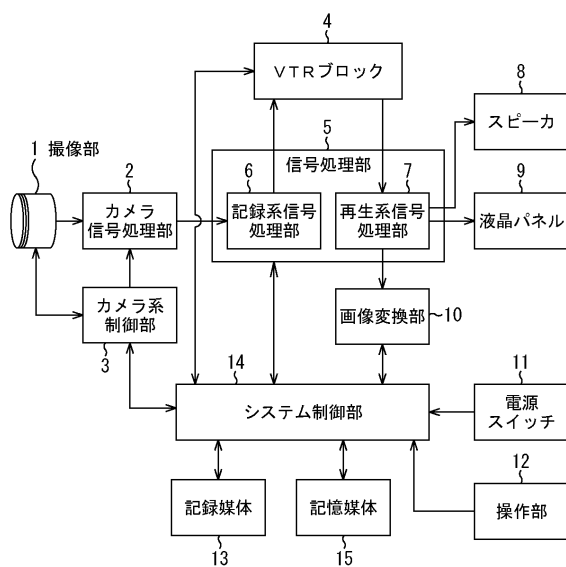 4
VTRブロック
8
スピーカ
1 撮像部
2
カメラ
信号処理部
5
信号処理部
6
記録系信号
処理部
7
再生系信号
処理部
9
液晶パネル
カメラ系
制御部
3
画像変換部
10
14
システム制御部
11
電源
スイッチ
12
操作部
記録媒体
13
記憶媒体
15